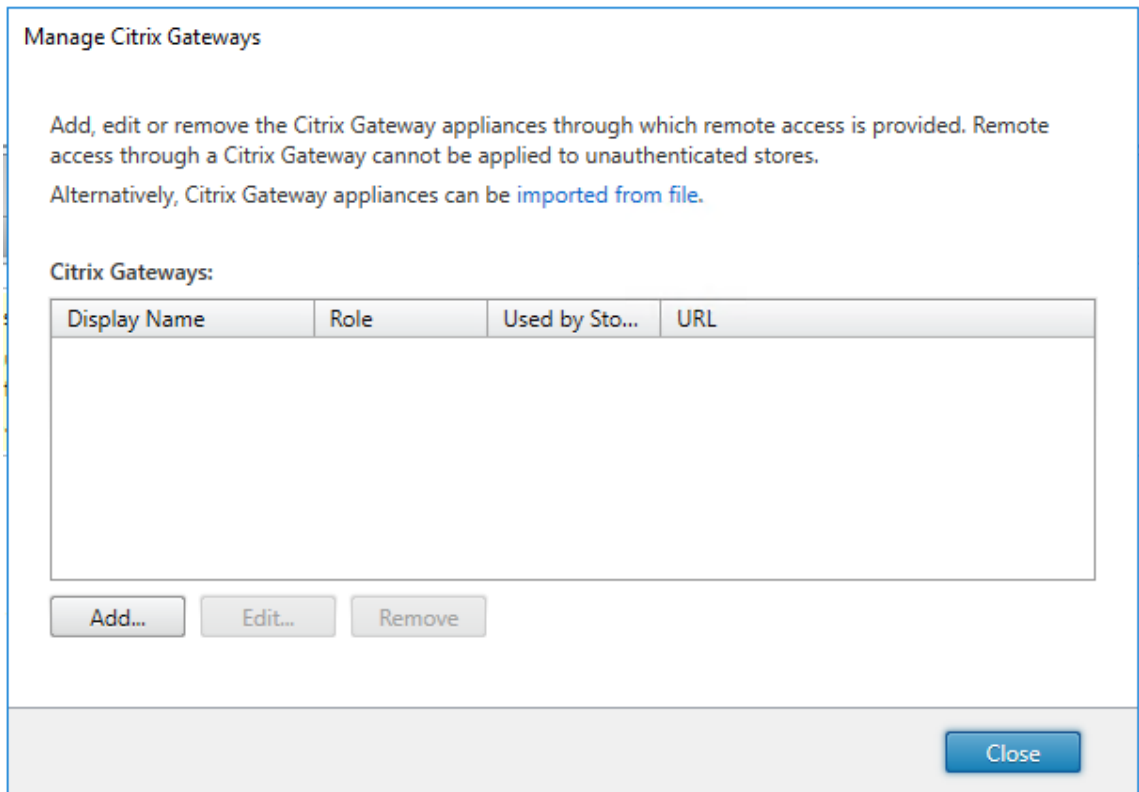 Manage Citrix Gateways
Add, edit or remove the Citrix Gateway appliances through which remote access is provided. Remote
access through a Citrix Gateway cannot be applied to unauthenticated stores.
Alternatively, Citrix Gateway appliances can be imported from file.
Citrix Gateways:
Display Name Role Used by Sto... URL
Add... Edit... Remove
Close